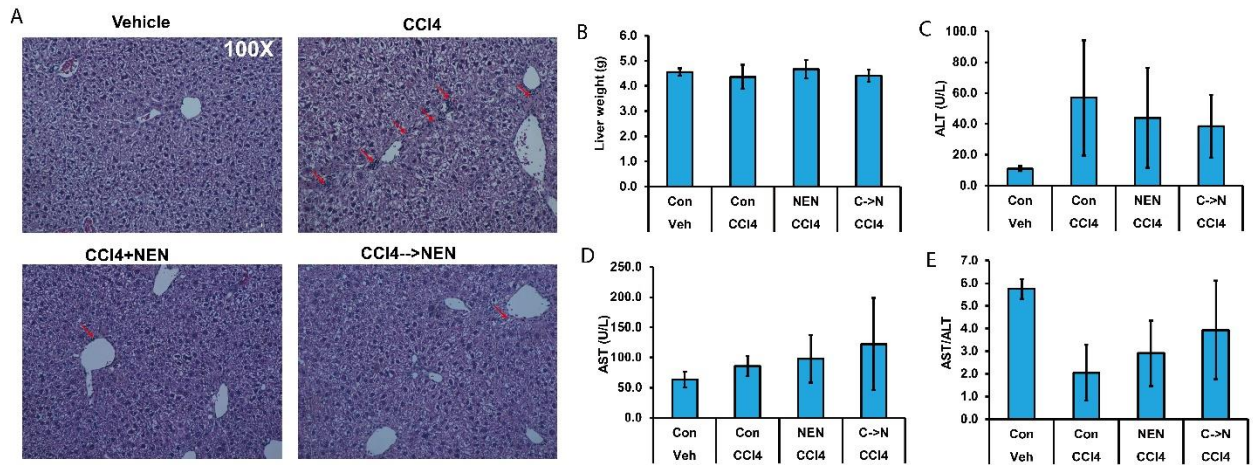 A
Vehicle
100X
CCl4
CCl4+NEN
CCl4-->NEN
B
Liver weight (g)
6.0
5.0
4.0
3.0
2.0
1.0
0.0
Con Con NEN C->N
Veh CCl4 CCl4 CCl4
C
ALT (U/L)
100.0
80.0
60.0
40.0
20.0
0.0
Con Con NEN C->N
Veh CCl4 CCl4 CCl4
D
AST (U/L)
250.0
200.0
150.0
100.0
50.0
0.0
Con Con NEN C->N
Veh CCl4 CCl4 CCl4
E
AST/ALT
7.0
6.0
5.0
4.0
3.0
2.0
1.0
0.0
Con Con NEN C->N
Veh CCl4 CCl4 CCl4